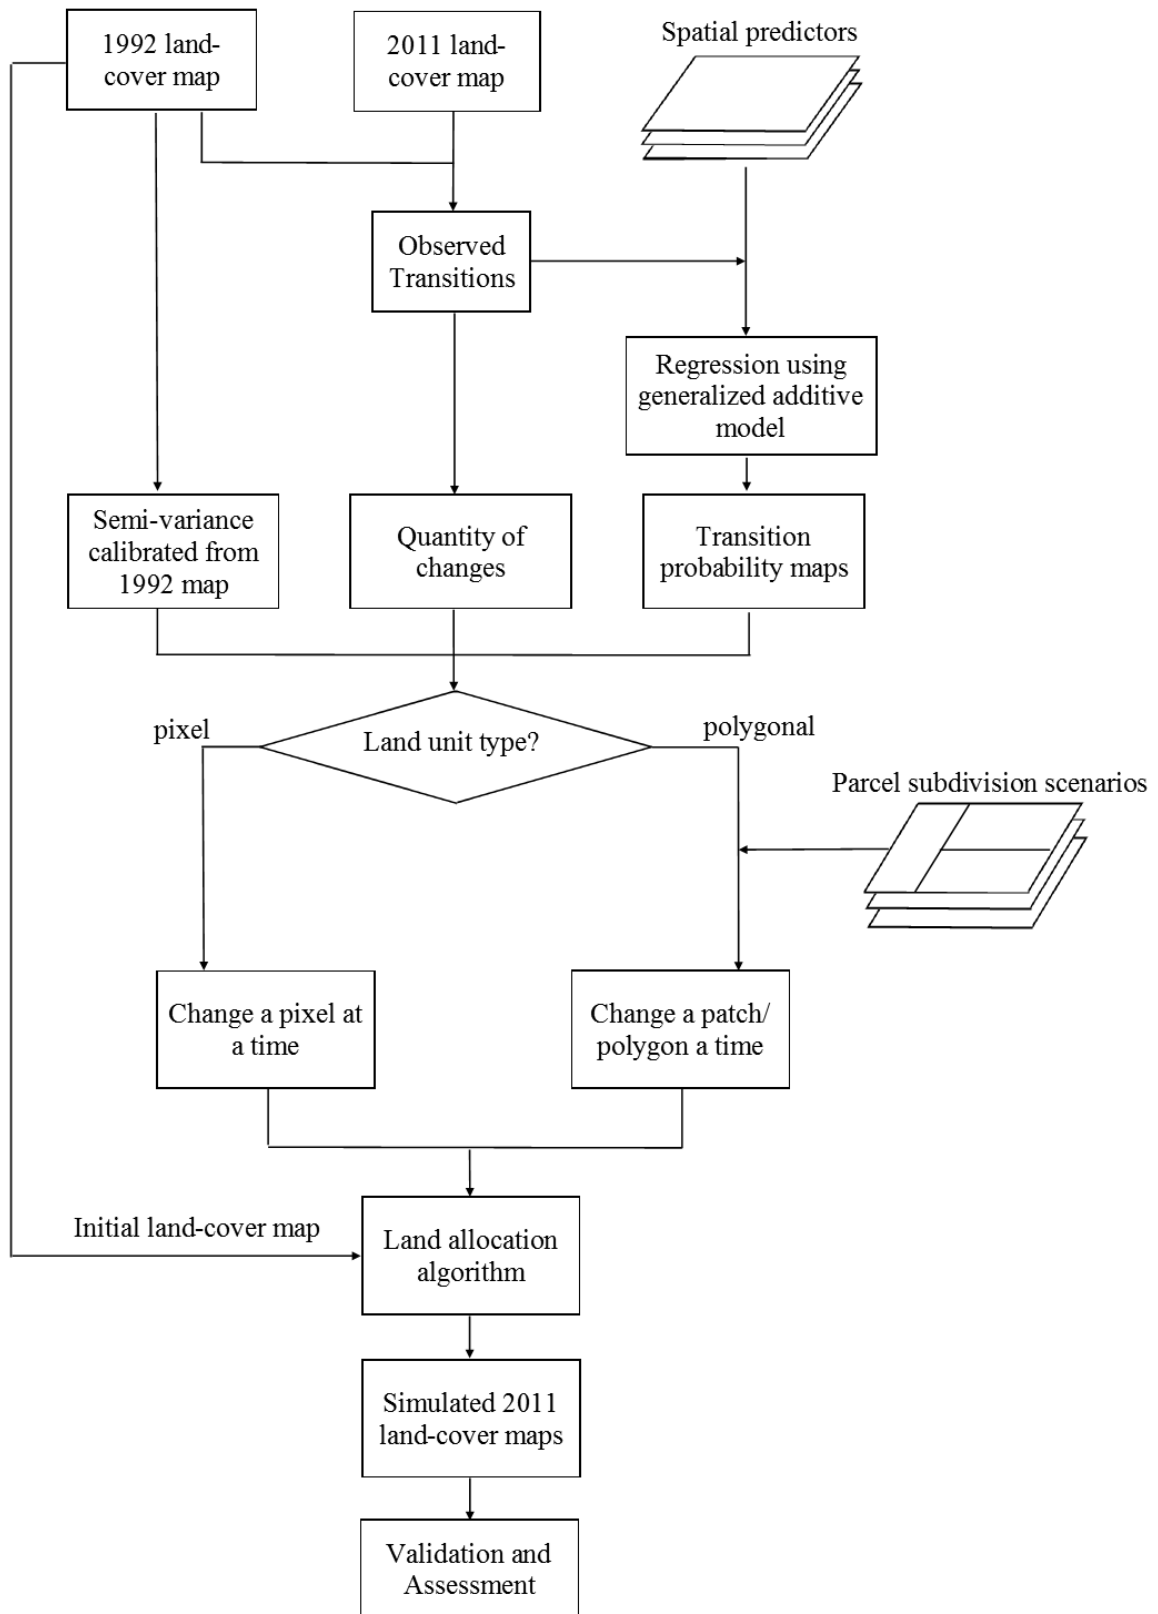 1992 land-
cover map
2011 land-
cover map
Spatial predictors
Observed
Transitions
Regression using
generalized additive
model
Semi-variance
calibrated from
1992 map
Quantity of
changes
Transition
probability maps
pixel
Land unit type?
polygonal
Parcel subdivision scenarios
Change a pixel at
a time
Change a patch/
polygon a time
Initial land-cover map
Land allocation
algorithm
Simulated 2011
land-cover maps
Validation and
Assessment